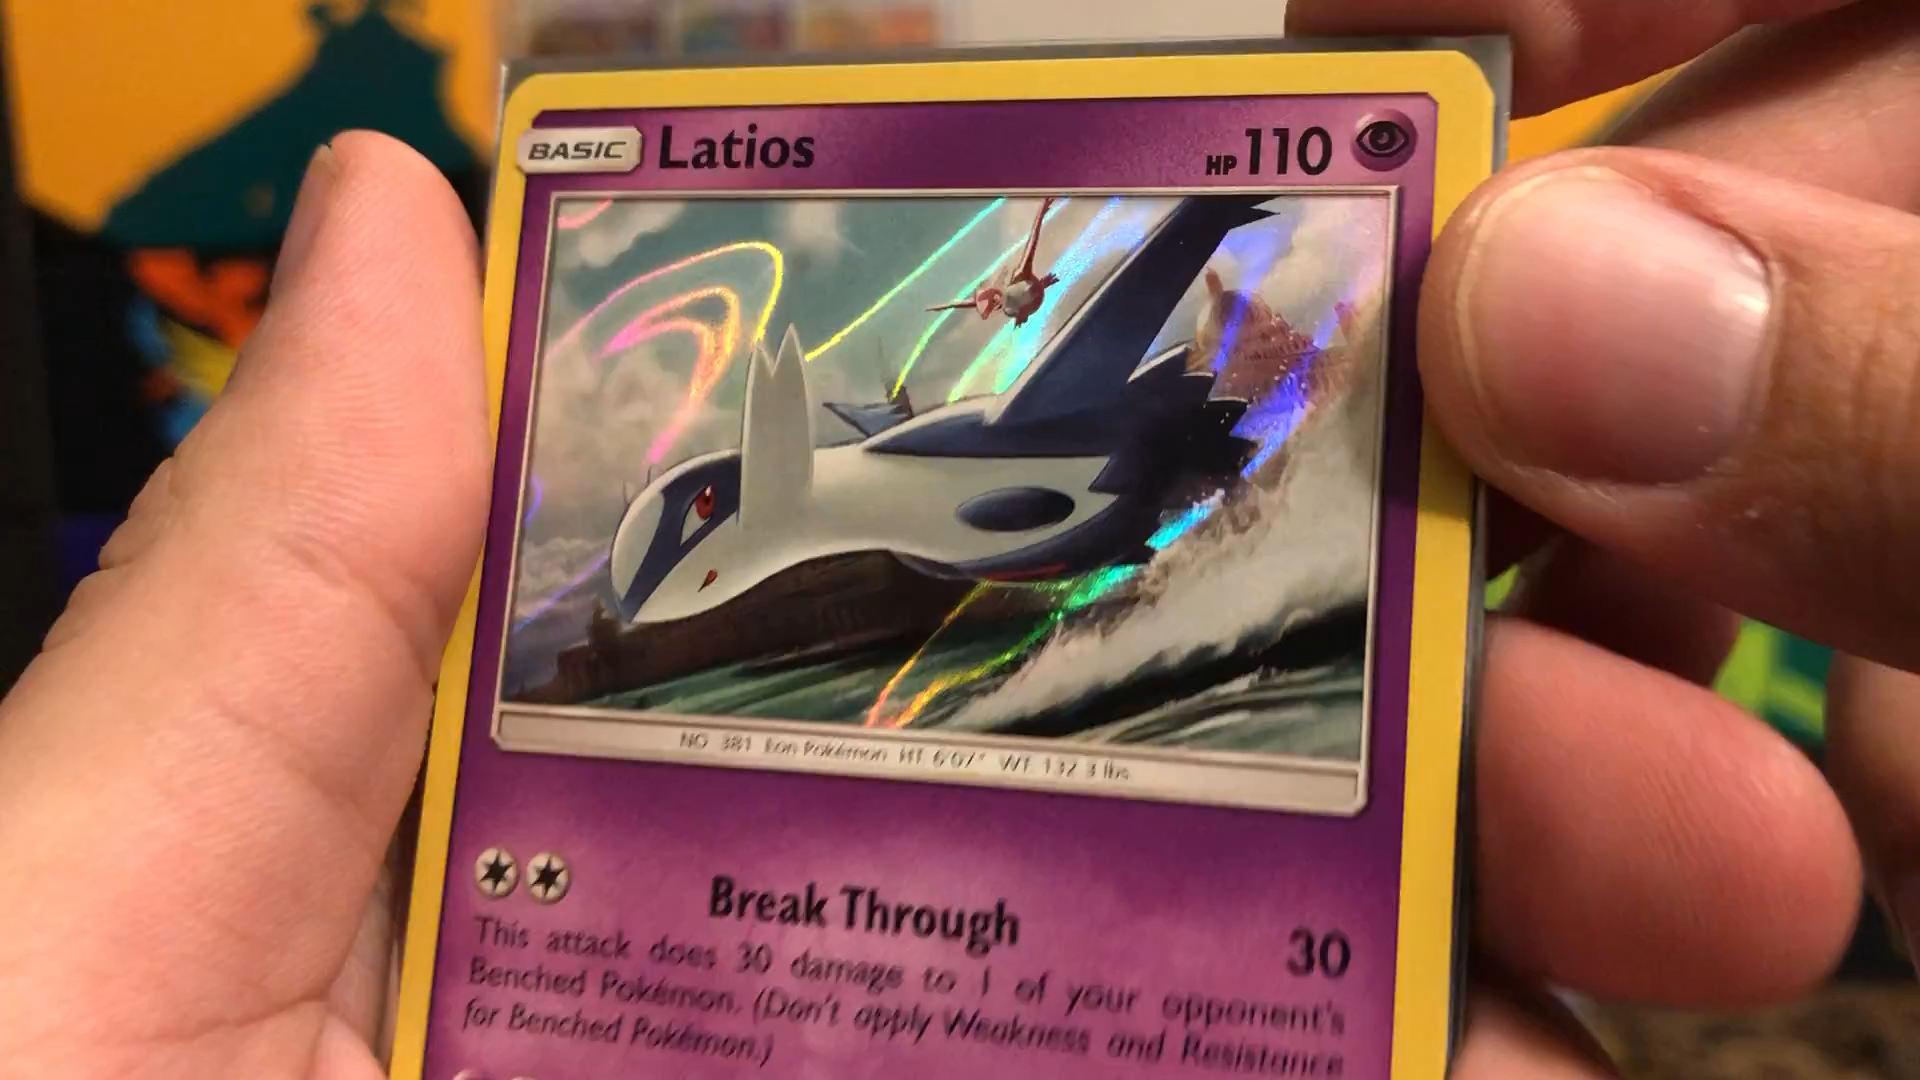 BASIC Latios HP 110
NO. 381 Eon Pokémon HT. 6'07" WT. 132.3 lbs.
Break Through 30
This attack does 30 damage to 1 of your opponent's
Benched Pokémon. (Don't apply Weakness and Resistance
for Benched Pokémon.)